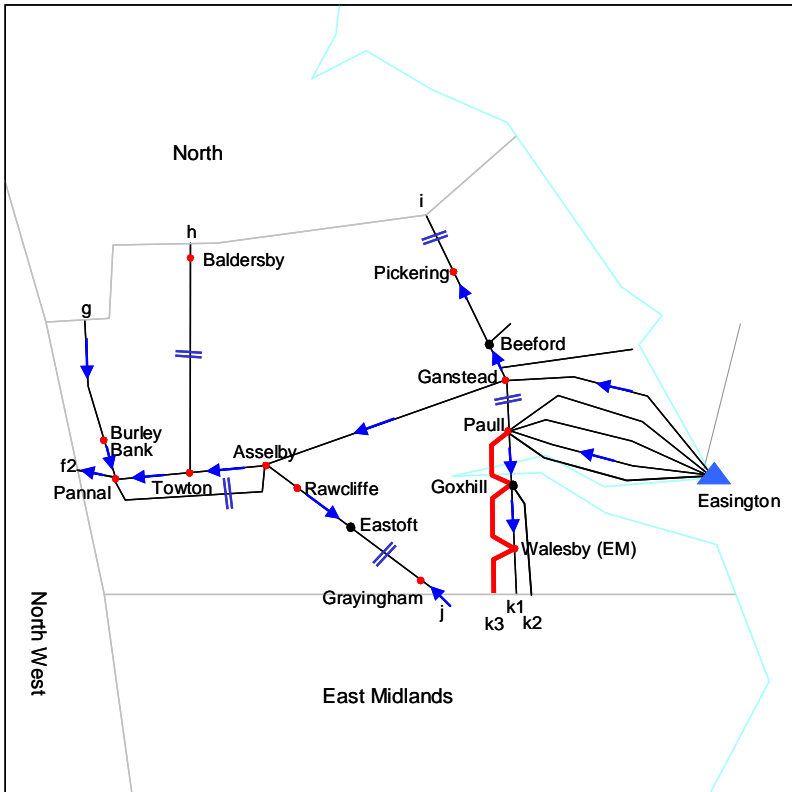 North
i
h
Baldersby
Pickering
g
Beeford
Ganstead
Paull
Burley
Bank
Asselby
f2
Pannal
Towton
Rawcliffe
Goxhill
Easington
Eastoft
Walesby (EM)
Grayingham
j
k1
k3
k2
North West
East Midlands